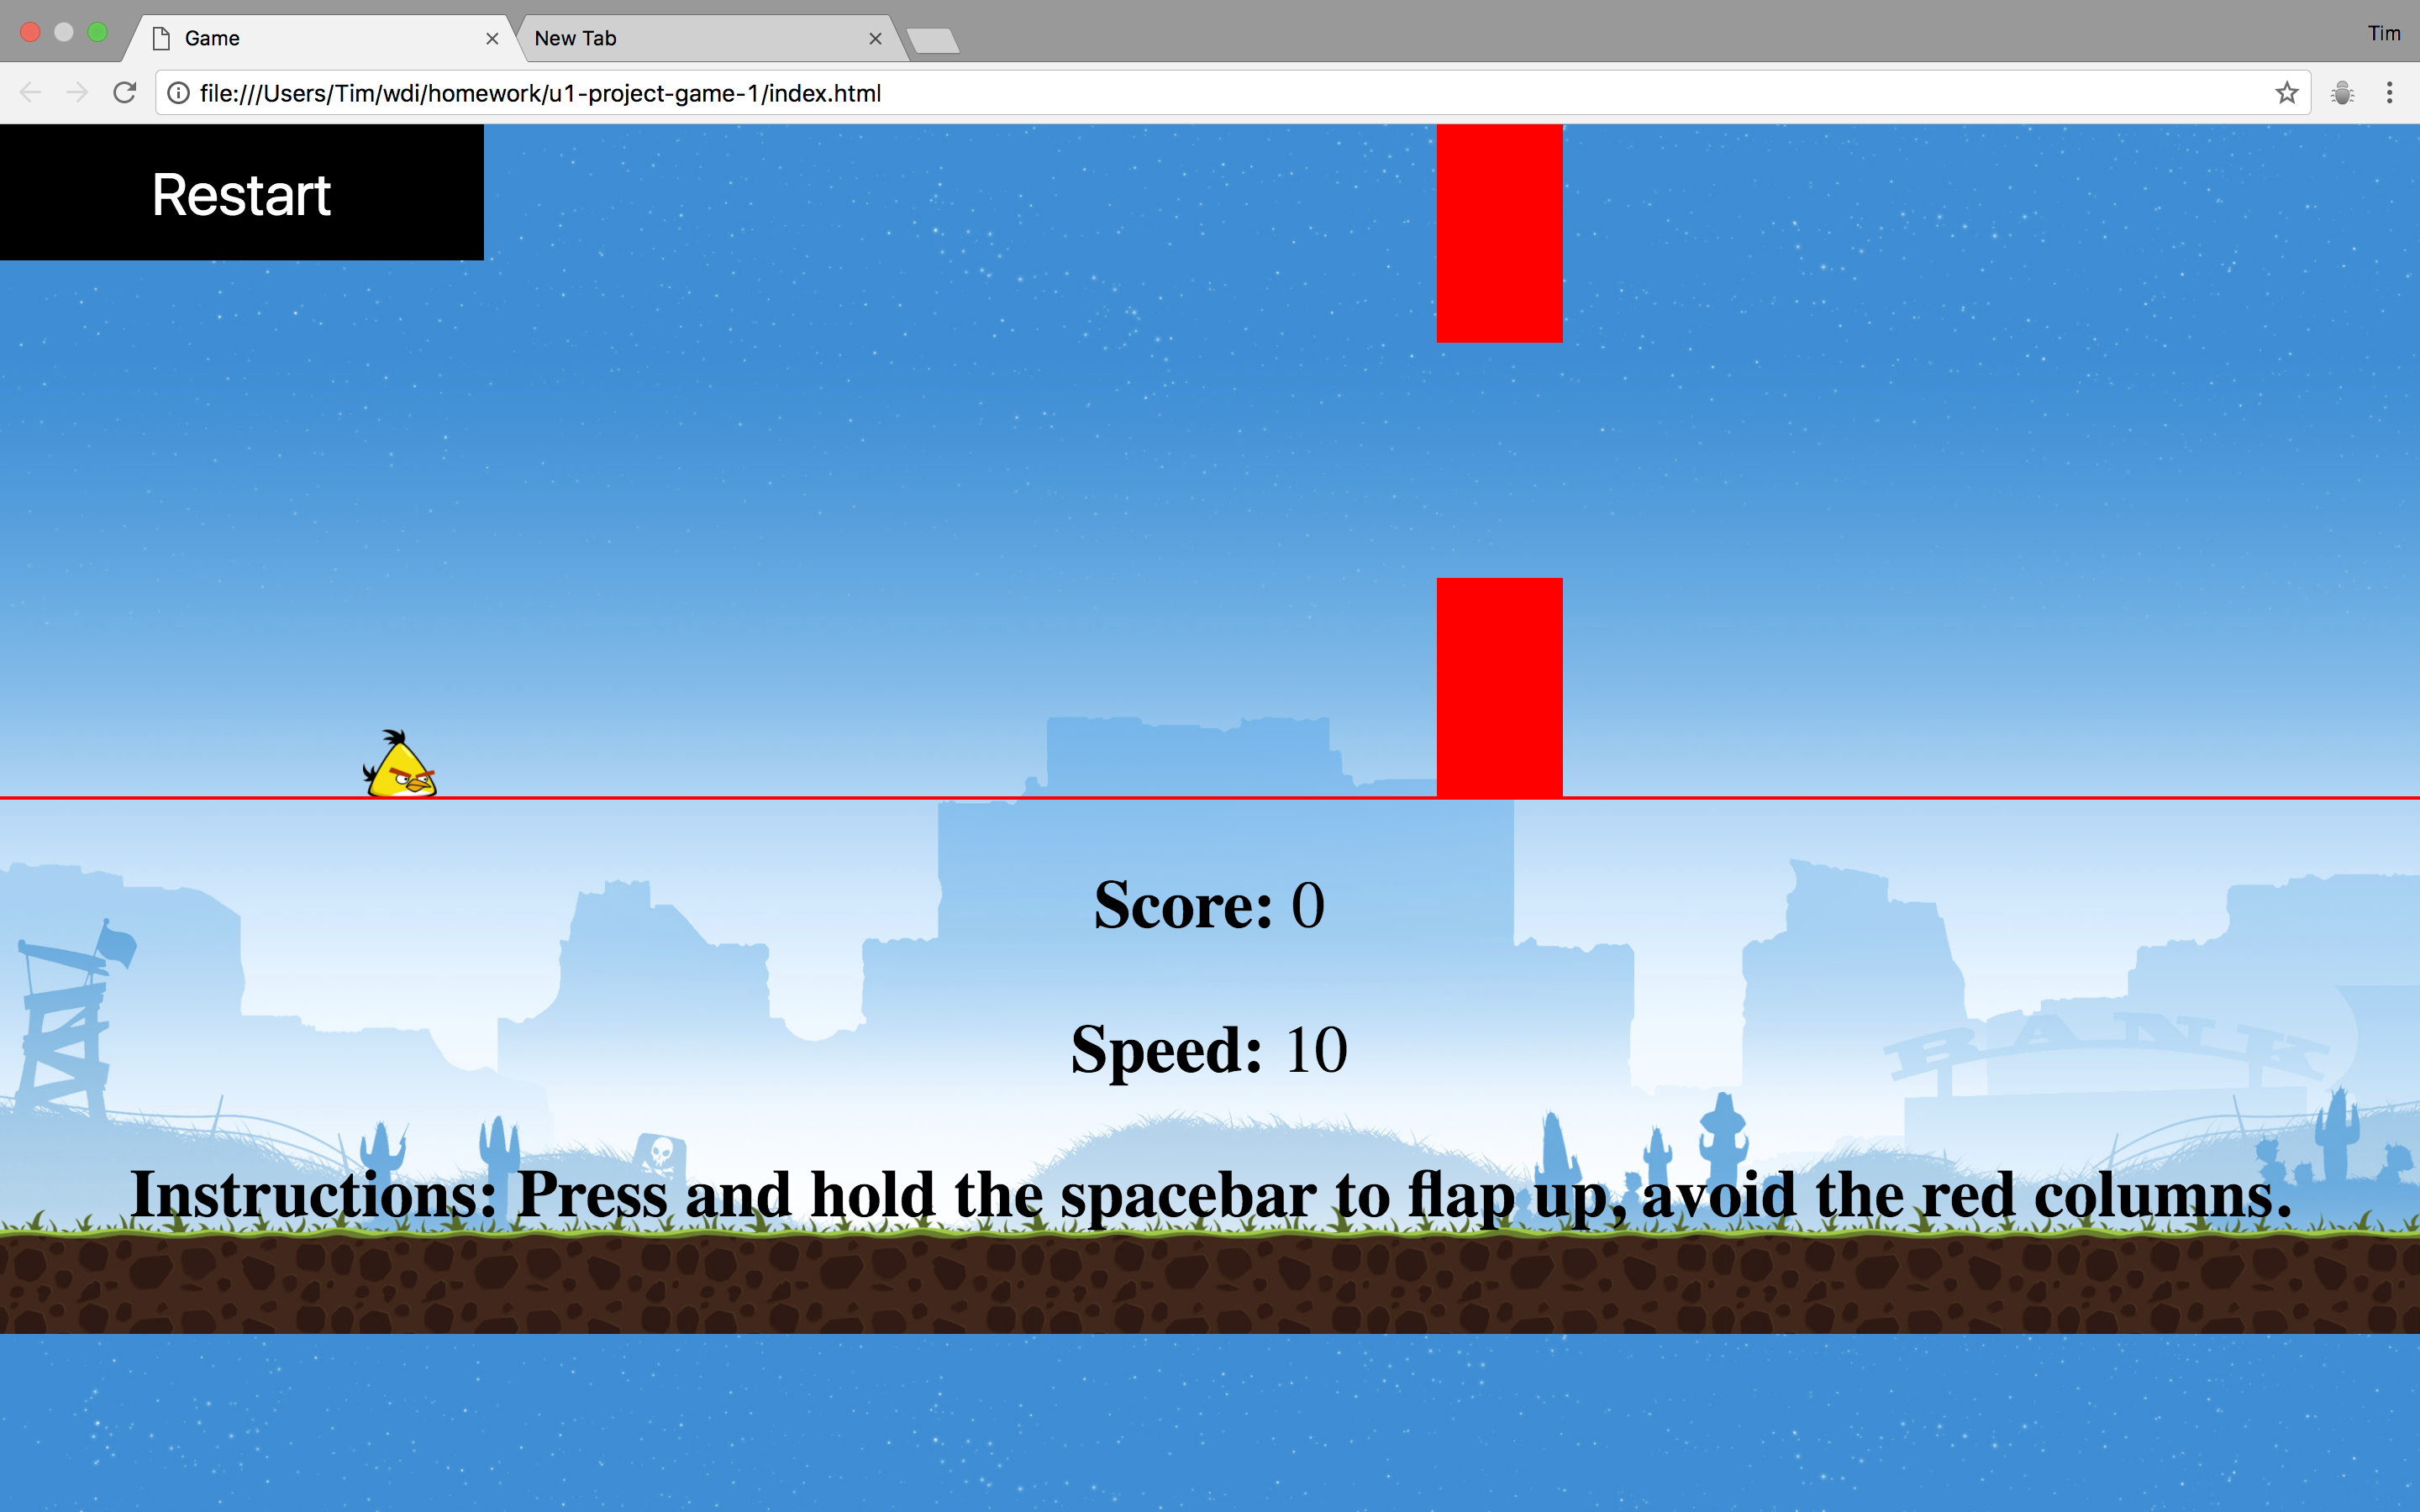 Game
New Tab
Tim
file:///Users/Tim/wdi/homework/u1-project-game-1/index.html
Restart
Score: 0
Speed: 10
BANK
Instructions: Press and hold the spacebar to flap up, avoid the red columns.